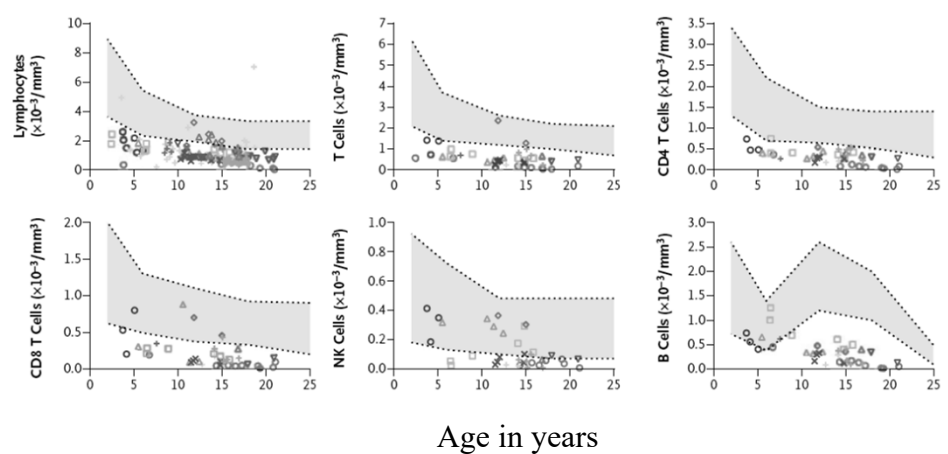 Lymphocytes
(×10⁻³/mm³)
10
8
6
4
2
0
0 5 10 15 20 25
T Cells (×10⁻³/mm³)
7
6
5
4
3
2
1
0
0 5 10 15 20 25
CD4 T Cells (×10⁻³/mm³)
3.5
3.0
2.5
2.0
1.5
1.0
0.5
0.0
0 5 10 15 20 25
CD8 T Cells (×10⁻³/mm³)
2.0
1.5
1.0
0.5
0.0
0 5 10 15 20 25
NK Cells (×10⁻³/mm³)
1.0
0.8
0.6
0.4
0.2
0.0
0 5 10 15 20 25
B Cells (×10⁻³/mm³)
3.0
2.5
2.0
1.5
1.0
0.5
0.0
0 5 10 15 20 25
Age in years